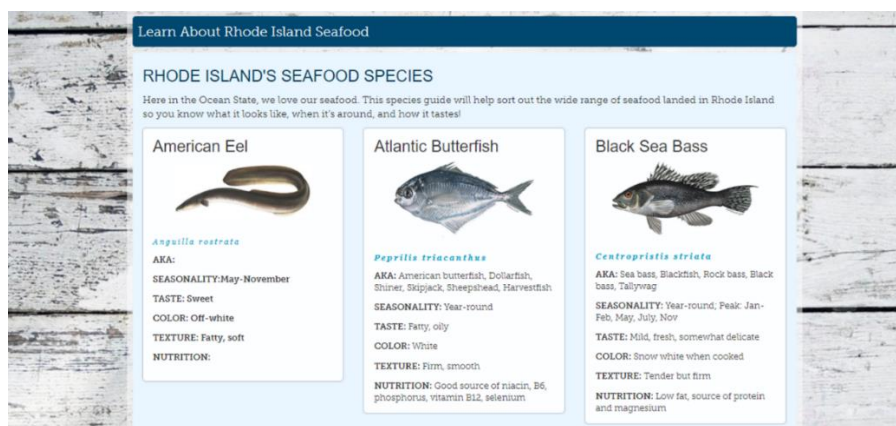 Learn About Rhode Island Seafood
RHODE ISLAND'S SEAFOOD SPECIES
Here in the Ocean State, we love our seafood. This species guide will help sort out the wide range of seafood landed in Rhode Island
so you know what it looks like, when it's around, and how it tastes!
American Eel
Anguilla rostrata
AKA:
SEASONALITY:May-November
TASTE: Sweet
COLOR: Off-white
TEXTURE: Fatty, soft
NUTRITION:
Atlantic Butterfish
Peprilis triacanthus
AKA: American butterfish, Dollarfish,
Shiner, Skipjack, Sheepshead, Harvestfish
SEASONALITY: Year-round
TASTE: Fatty, oily
COLOR: White
TEXTURE: Firm, smooth
NUTRITION: Good source of niacin, B6,
phosphorus, vitamin B12, selenium
Black Sea Bass
Centropristis striata
AKA: Sea bass, Blackfish, Rock bass, Black
bass, Tallywag
SEASONALITY: Year-round; Peak: Jan-
Feb, May, July, Nov
TASTE: Mild, fresh, somewhat delicate
COLOR: Snow white when cooked
TEXTURE: Tender but firm
NUTRITION: Low fat, source of protein
and magnesium